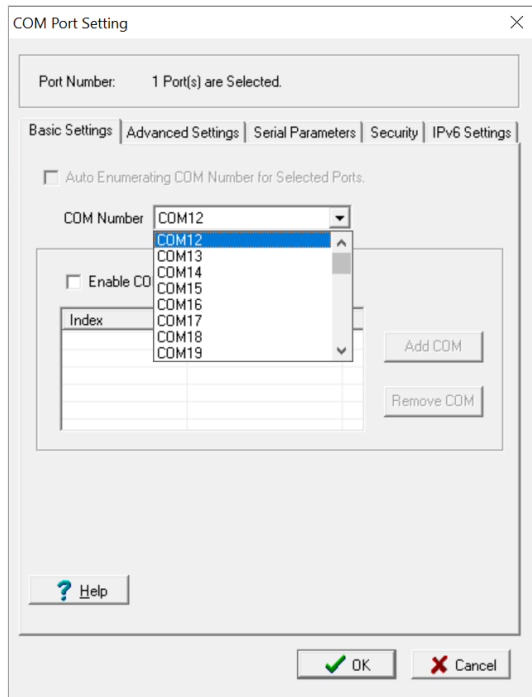 COM Port Setting
Port Number: 1 Port(s) are Selected.
Basic Settings Advanced Settings Serial Parameters Security IPv6 Settings
Auto Enumerating COM Number for Selected Ports.
COM Number COM12
COM12
COM13
COM14
COM15
COM16
COM17
COM18
COM19
Enable CO
Index
Add COM
Remove COM
Help
OK Cancel